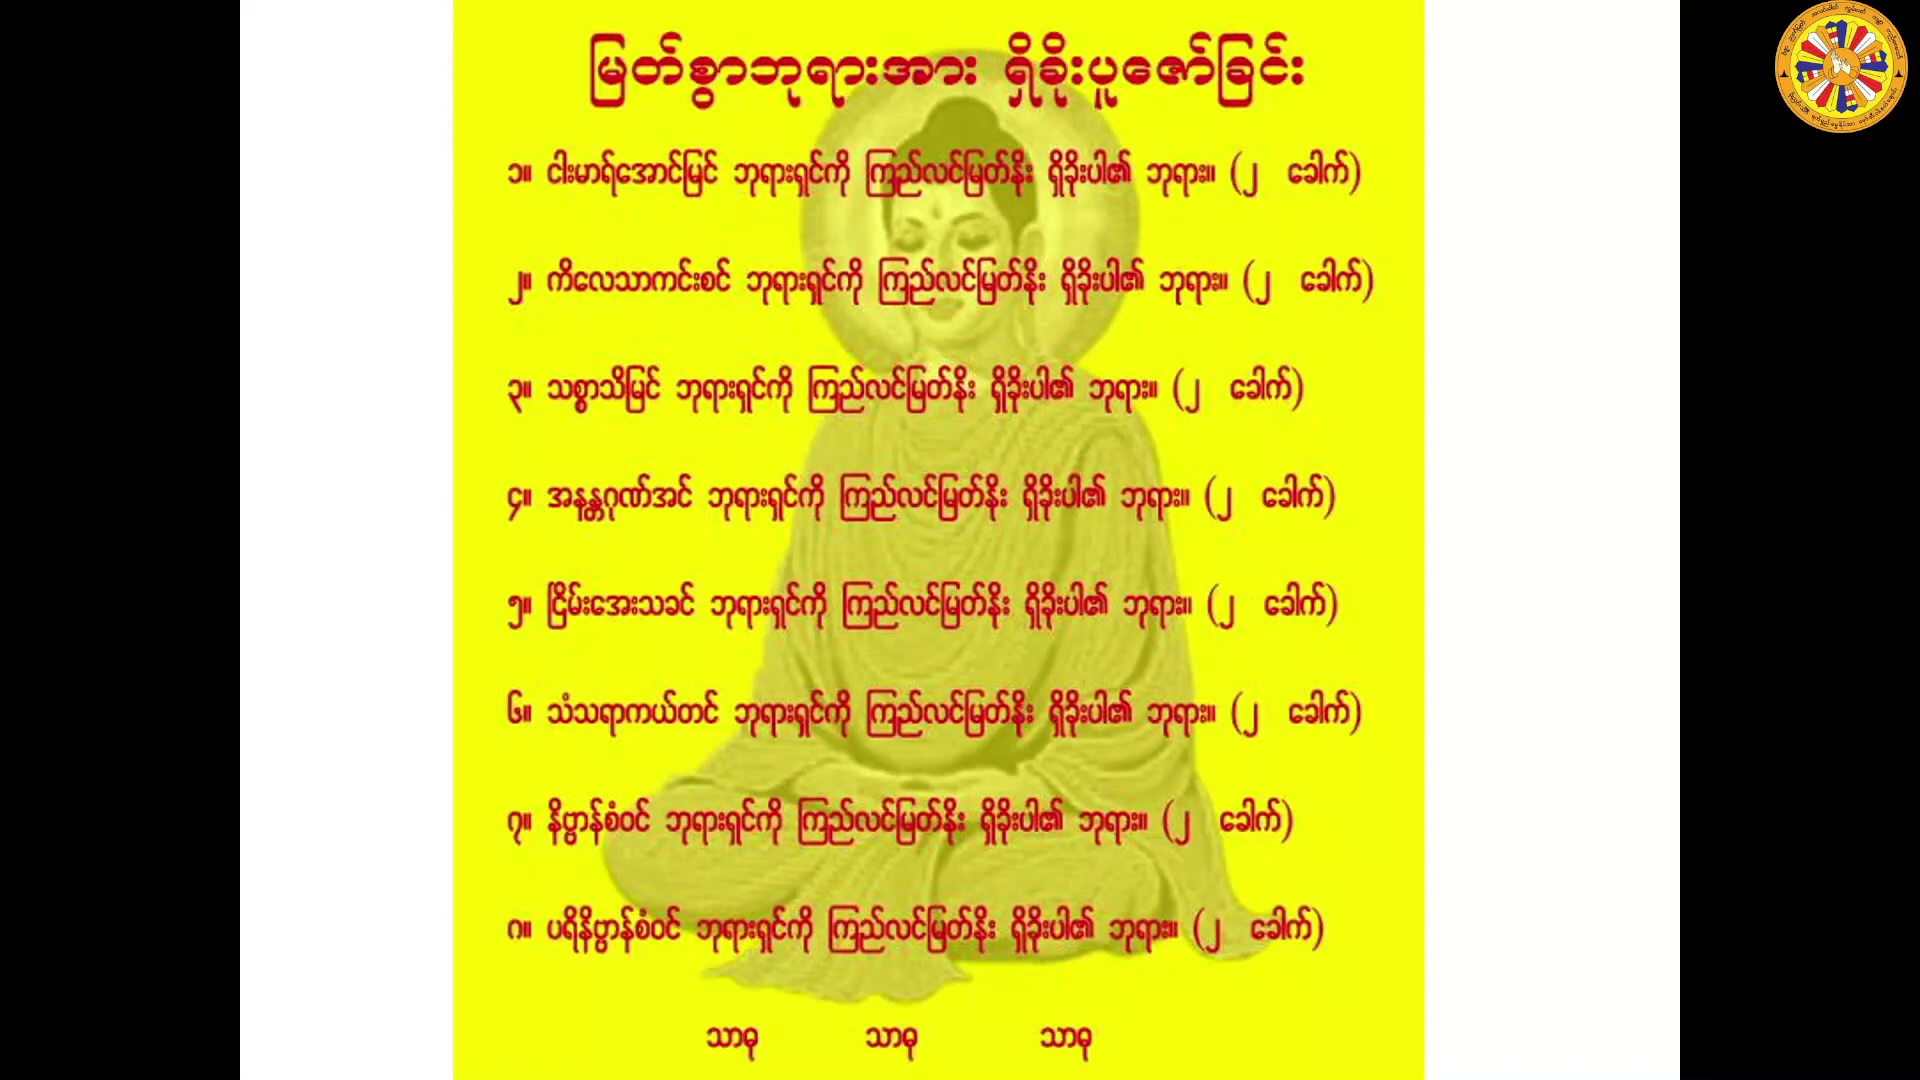 မြတ်စွာဘုရားအား ရှိခိုးပူဇော်ခြင်း
၁။ ငါးမာရ်အောင်မြင် ဘုရားရှင်ကို ကြည်လင်မြတ်နိုး ရှိခိုးပါ၏ ဘုရား။ (၂ ခေါက်)
၂။ ကိလေသာကင်းစင် ဘုရားရှင်ကို ကြည်လင်မြတ်နိုး ရှိခိုးပါ၏ ဘုရား။ (၂ ခေါက်)
၃။ သစ္စာသိမြင် ဘုရားရှင်ကို ကြည်လင်မြတ်နိုး ရှိခိုးပါ၏ ဘုရား။ (၂ ခေါက်)
၄။ အနန္တဂုဏ်အင် ဘုရားရှင်ကို ကြည်လင်မြတ်နိုး ရှိခိုးပါ၏ ဘုရား။ (၂ ခေါက်)
၅။ ငြိမ်းအေးသခင် ဘုရားရှင်ကို ကြည်လင်မြတ်နိုး ရှိခိုးပါ၏ ဘုရား။ (၂ ခေါက်)
၆။ သံသရာကယ်တင် ဘုရားရှင်ကို ကြည်လင်မြတ်နိုး ရှိခိုးပါ၏ ဘုရား။ (၂ ခေါက်)
၇။ နိဗ္ဗာန်စံဝင် ဘုရားရှင်ကို ကြည်လင်မြတ်နိုး ရှိခိုးပါ၏ ဘုရား။ (၂ ခေါက်)
၈။ ပရိနိဗ္ဗာန်စံဝင် ဘုရားရှင်ကို ကြည်လင်မြတ်နိုး ရှိခိုးပါ၏ ဘုရား။ (၂ ခေါက်)
သာဓု သာဓု သာဓု